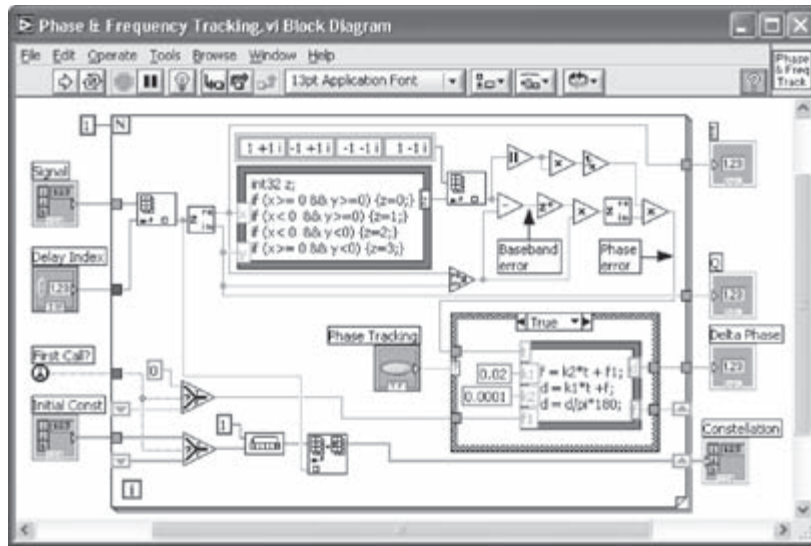 Phase & Frequency Tracking.vi Block Diagram
File Edit Operate Tools Browse Window Help
13pt Application Font
Phase
& Freq
Track
1
N
Signal
1 +1 i
-1 +1 i
-1 -1 i
1 -1 i
int32 z;
if (x>= 0 && y>=0) {z=0;}
if (x<0 && y>=0) {z=1;}
if (x<0 && y<0) {z=2;}
if (x>= 0 && y<0) {z=3;}
I
Delay Index
Baseband
error
Phase
error
Q
Phase Tracking
True
Delta Phase
First Call?
0
0.02
0.0001
f = k2*t + f1;
d = k1*t +f;
d = d/pi*180;
Initial Const
1
Constellation
i